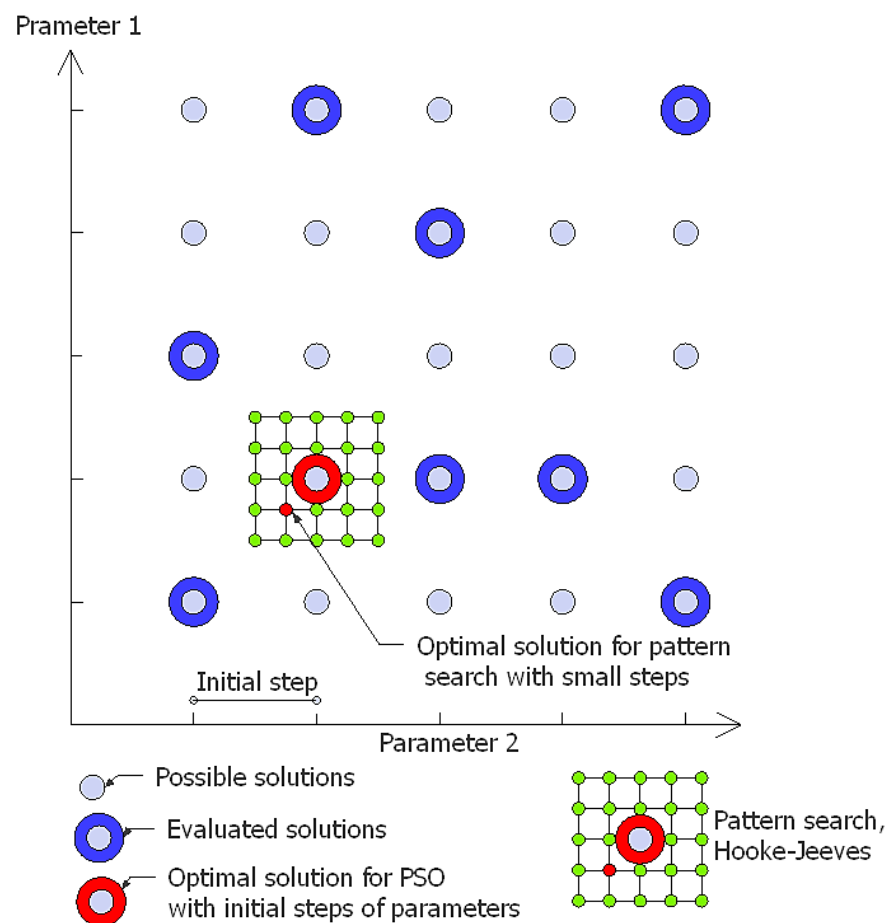 Prameter 1
Optimal solution for pattern
search with small steps
Initial step
Parameter 2
Possible solutions
Evaluated solutions
Pattern search,
Hooke-Jeeves
Optimal solution for PSO
with initial steps of parameters